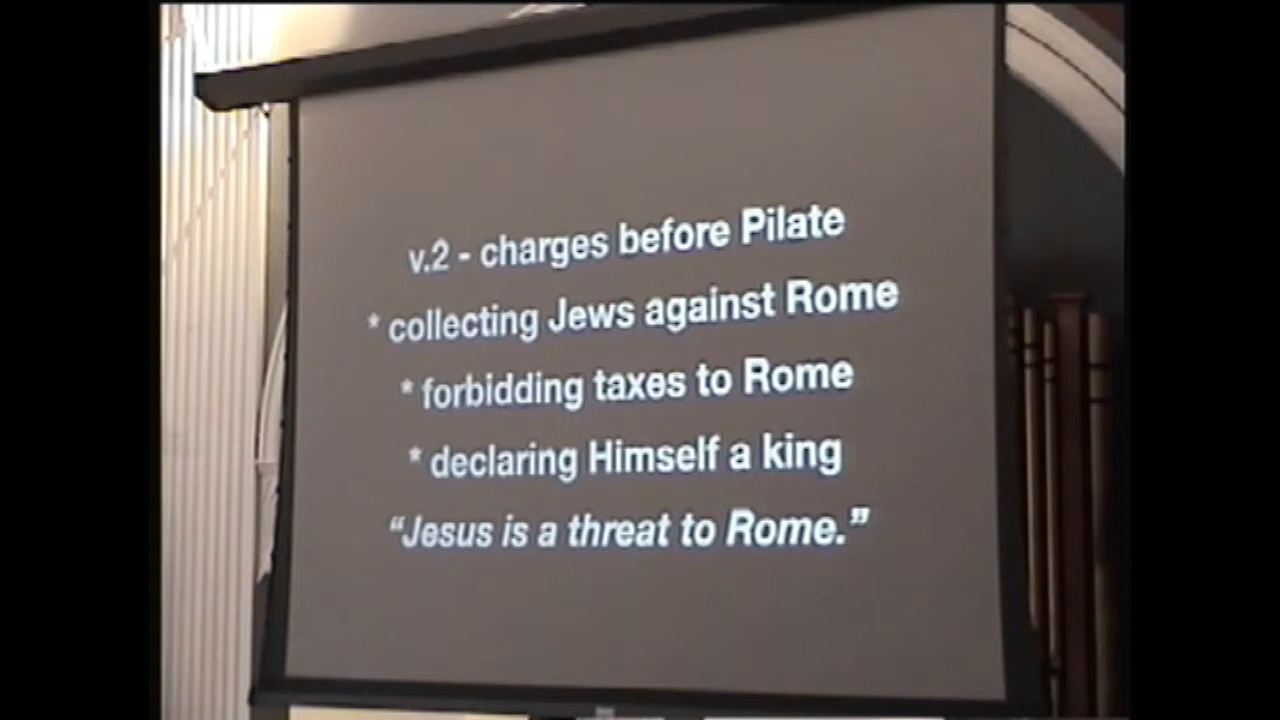 v.2 - charges before Pilate
* collecting Jews against Rome
* forbidding taxes to Rome
* declaring Himself a king
“Jesus is a threat to Rome.”